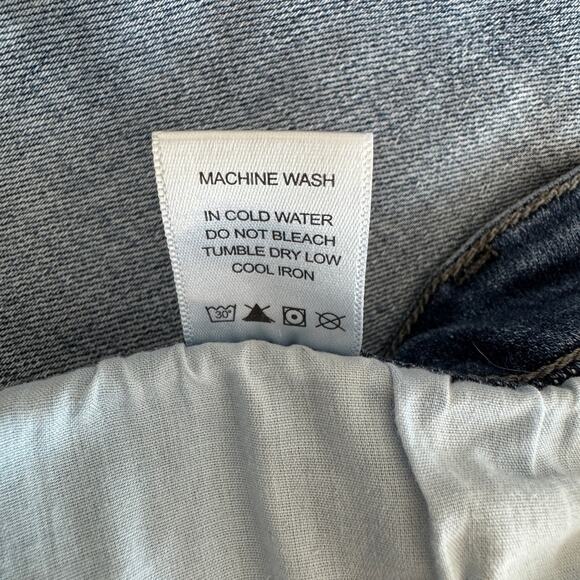 MACHINE WASH
IN COLD WATER
DO NOT BLEACH
TUMBLE DRY LOW
COOL IRON
30°